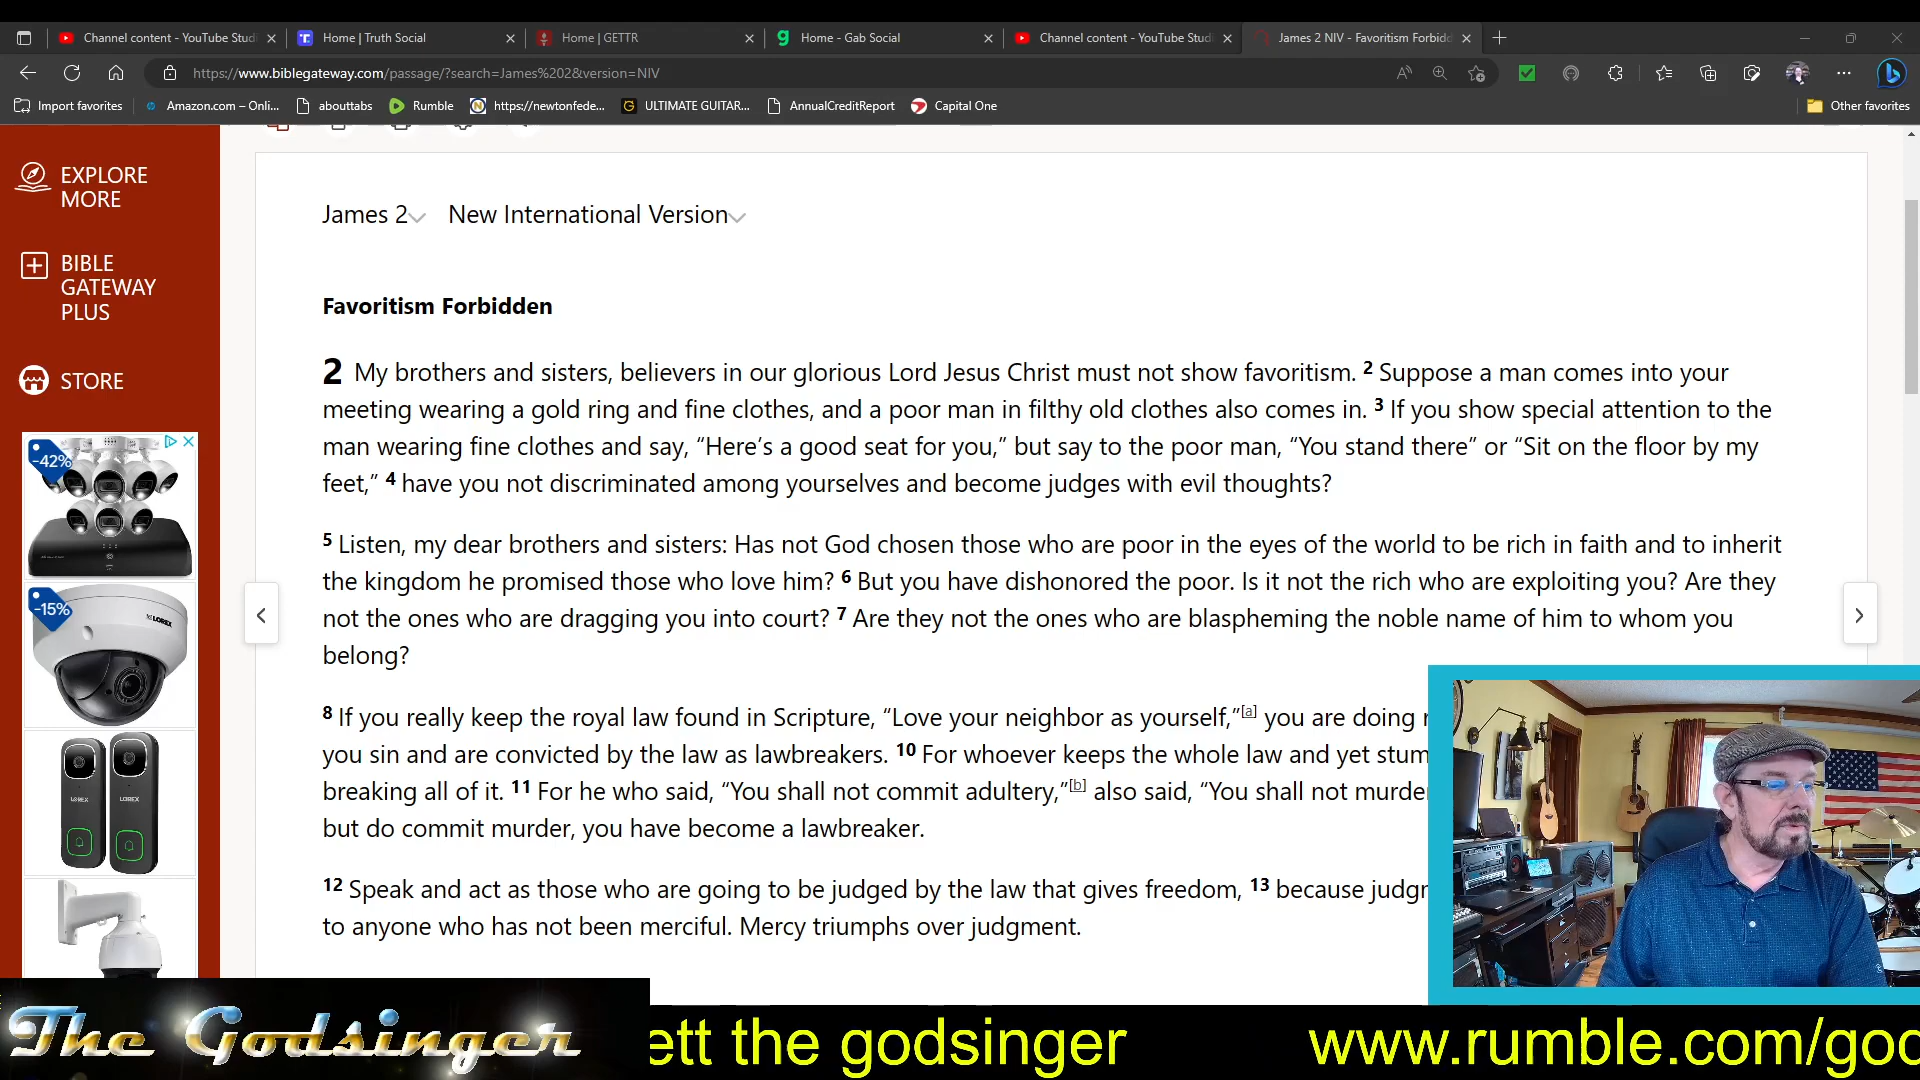 Channel content - YouTube Studi
Home | Truth Social
Home | GETTR
Home - Gab Social
Channel content - YouTube Studi
James 2 NIV - Favoritism Forbidd
https://www.biblegateway.com/passage/?search=James%202&version=NIV
Import favorites
Amazon.com – Onli...
abouttabs
Rumble
https://newtonfede...
ULTIMATE GUITAR...
AnnualCreditReport
Capital One
Other favorites
EXPLORE
MORE
BIBLE
GATEWAY
PLUS
STORE
-42%
-15%
LOREX
LOREX
LOREX
James 2
New International Version
Favoritism Forbidden
2 My brothers and sisters, believers in our glorious Lord Jesus Christ must not show favoritism. 2 Suppose a man comes into your
meeting wearing a gold ring and fine clothes, and a poor man in filthy old clothes also comes in. 3 If you show special attention to the
man wearing fine clothes and say, “Here’s a good seat for you,” but say to the poor man, “You stand there” or “Sit on the floor by my
feet,” 4 have you not discriminated among yourselves and become judges with evil thoughts?
5 Listen, my dear brothers and sisters: Has not God chosen those who are poor in the eyes of the world to be rich in faith and to inherit
the kingdom he promised those who love him? 6 But you have dishonored the poor. Is it not the rich who are exploiting you? Are they
not the ones who are dragging you into court? 7 Are they not the ones who are blaspheming the noble name of him to whom you
belong?
8 If you really keep the royal law found in Scripture, “Love your neighbor as yourself,”[a] you are doing
you sin and are convicted by the law as lawbreakers. 10 For whoever keeps the whole law and yet stum
breaking all of it. 11 For he who said, “You shall not commit adultery,”[b] also said, “You shall not murder
but do commit murder, you have become a lawbreaker.
12 Speak and act as those who are going to be judged by the law that gives freedom, 13 because judgr
to anyone who has not been merciful. Mercy triumphs over judgment.
The Godsinger
ett the godsinger
www.rumble.com/god